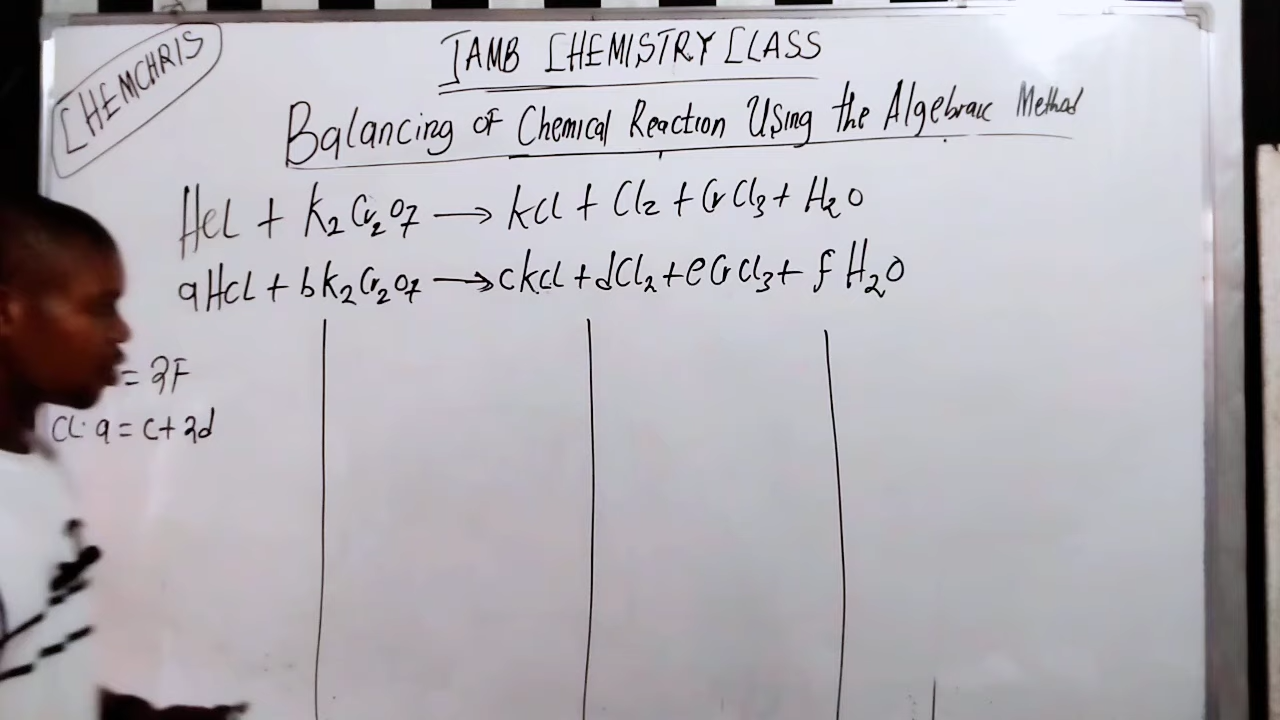 CHEMCHRIS
JAMB CHEMISTRY CLASS
Balancing of Chemical Reaction Using the Algebraic Method
HCl + K₂Cr₂O₇ → KCl + Cl₂ + CrCl₃ + H₂O
aHCl + bK₂Cr₂O₇ → cKCl + dCl₂ + eCrCl₃ + fH₂O
= 2F
Cl: a = c + 2d